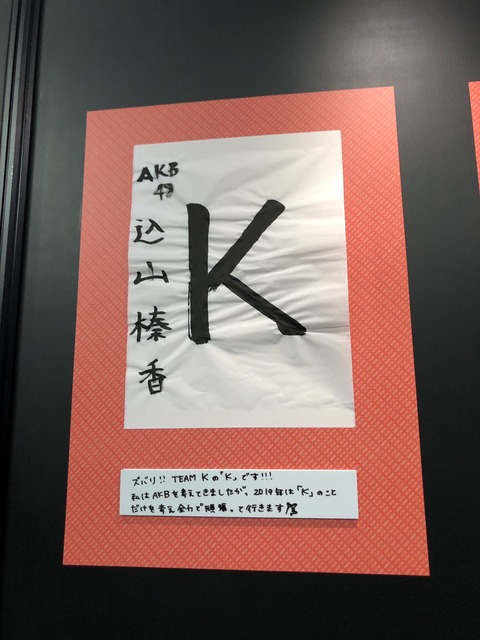 AKB
48
込山榛香
K
ズバリ!! TEAM Kの「K」です!!!
私はAKBを考えてきましたが、2019年は「K」のこと
だけを考え全力で頑張って行きます